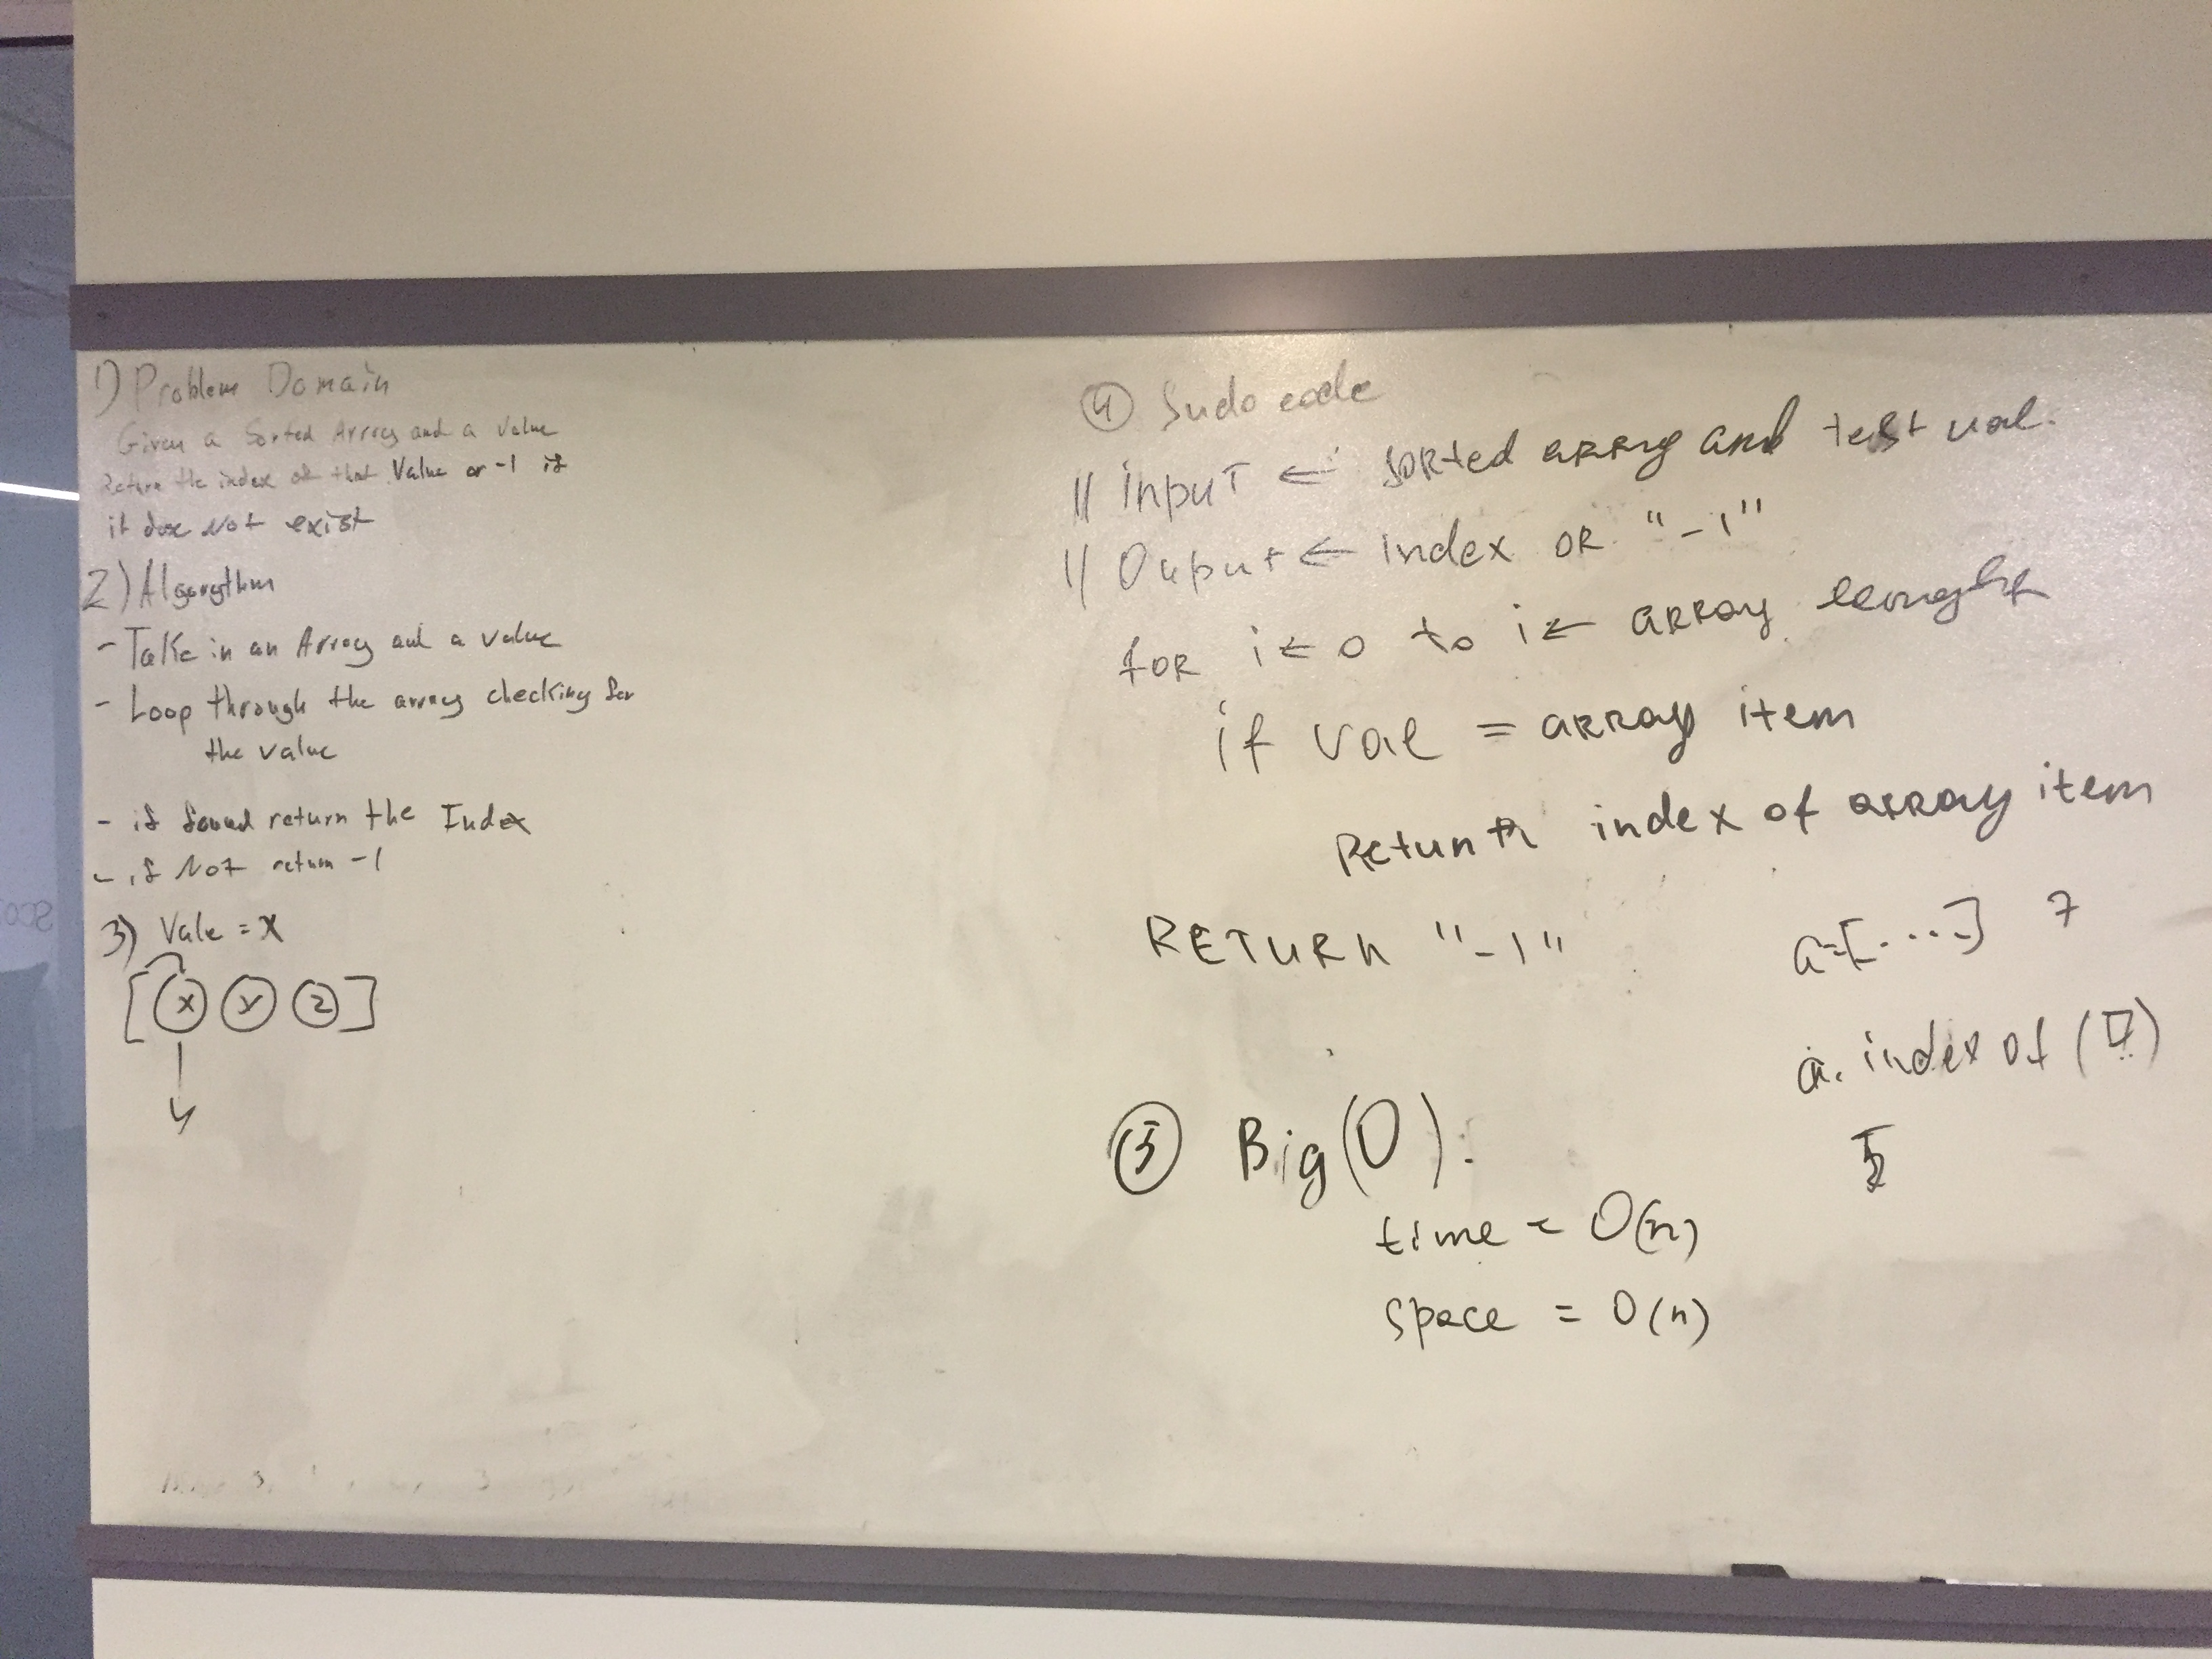 1) Problem Domain
Given a Sorted Array and a value
Return the index of that Value or -1 if
it doe Not exist
2) Algorythm
- Take in an Array and a value
- Loop through the array checking for
the value
- if found return the Index
- if Not return -1
3) Vale = X
[ X Y Z ]
④ Sudo code
// input ← sorted array and test val.
// Ouput ← index OR "-1"
for i ← 0 to i ← array lenght
if val = array item
Return index of array item
RETURN "-1"
a=[....] 7
a. index of (7)
5
⑤ Big(O):
time = O(n)
space = O(n)